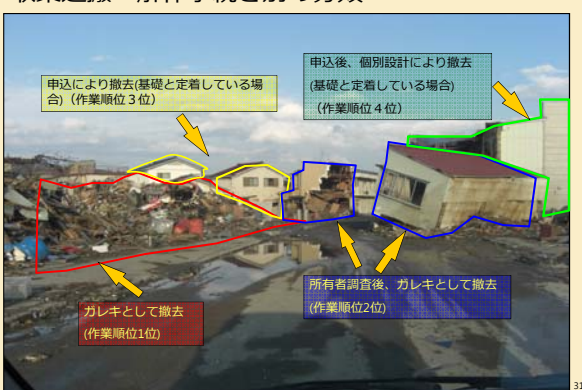 申込により撤去(基礎と定着している場
合)（作業順位３位）
申込後、個別設計により撤去
(基礎と定着している場合)
（作業順位４位）
所有者調査後、ガレキとして撤去
(作業順位2位)
ガレキとして撤去
(作業順位1位)
31